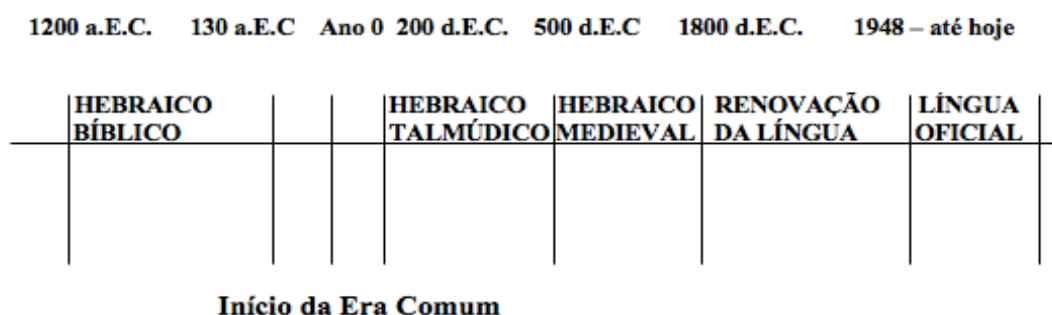 1200 a.E.C. 130 a.E.C Ano 0 200 d.E.C. 500 d.E.C 1800 d.E.C. 1948 – até hoje
HEBRAICO HEBRAICO HEBRAICO RENOVAÇÃO LÍNGUA
BÍBLICO TALMÚDICO MEDIEVAL DA LÍNGUA OFICIAL
Início da Era Comum